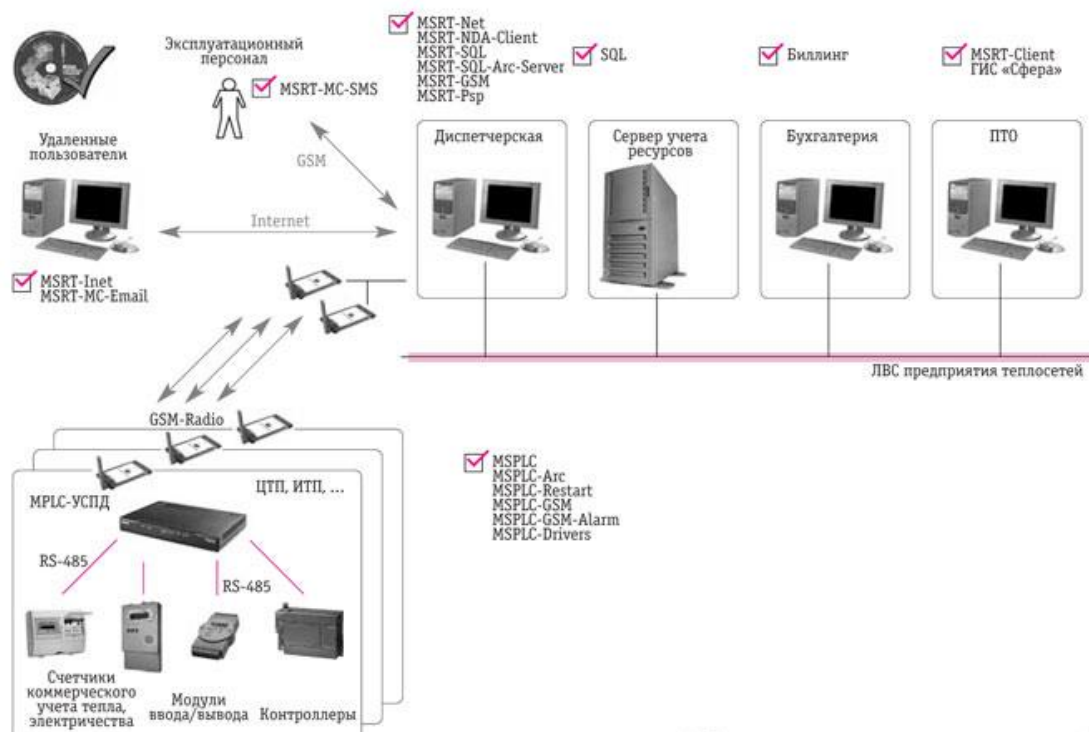 Эксплуатационный
персонал
MSRT-MC-SMS
MSRT-Net
MSRT-NDA-Client
MSRT-SQL
MSRT-SQL-Arc-Server
MSRT-GSM
MSRT-Psp
SQL
Биллинг
MSRT-Client
ГИС «Сфера»
Удаленные
пользователи
GSM
Internet
Диспетчерская
Сервер учета
ресурсов
Бухгалтерия
ПТО
MSRT-Inet
MSRT-MC-Email
ЛВС предприятия теплосетей
GSM-Radio
ЦТП, ИТП, ...
MPLC-УСПД
RS-485
RS-485
Счетчики
коммерческого
учета тепла,
электричества
Модули
ввода/вывода
Контроллеры
MSPLC
MSPLC-Arc
MSPLC-Restart
MSPLC-GSM
MSPLC-GSM-Alarm
MSPLC-Drivers